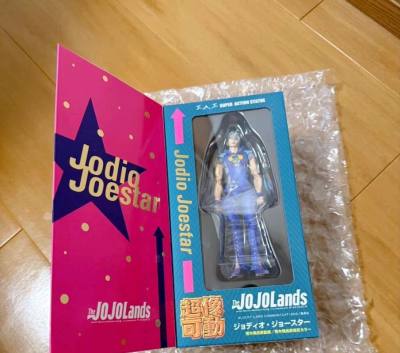 Jodio
Joestar
The JOJOLands
SUPER ACTION STATUE
Jodio Joestar
超像
可動
The JOJOLands
ジョディオ・ジョースター